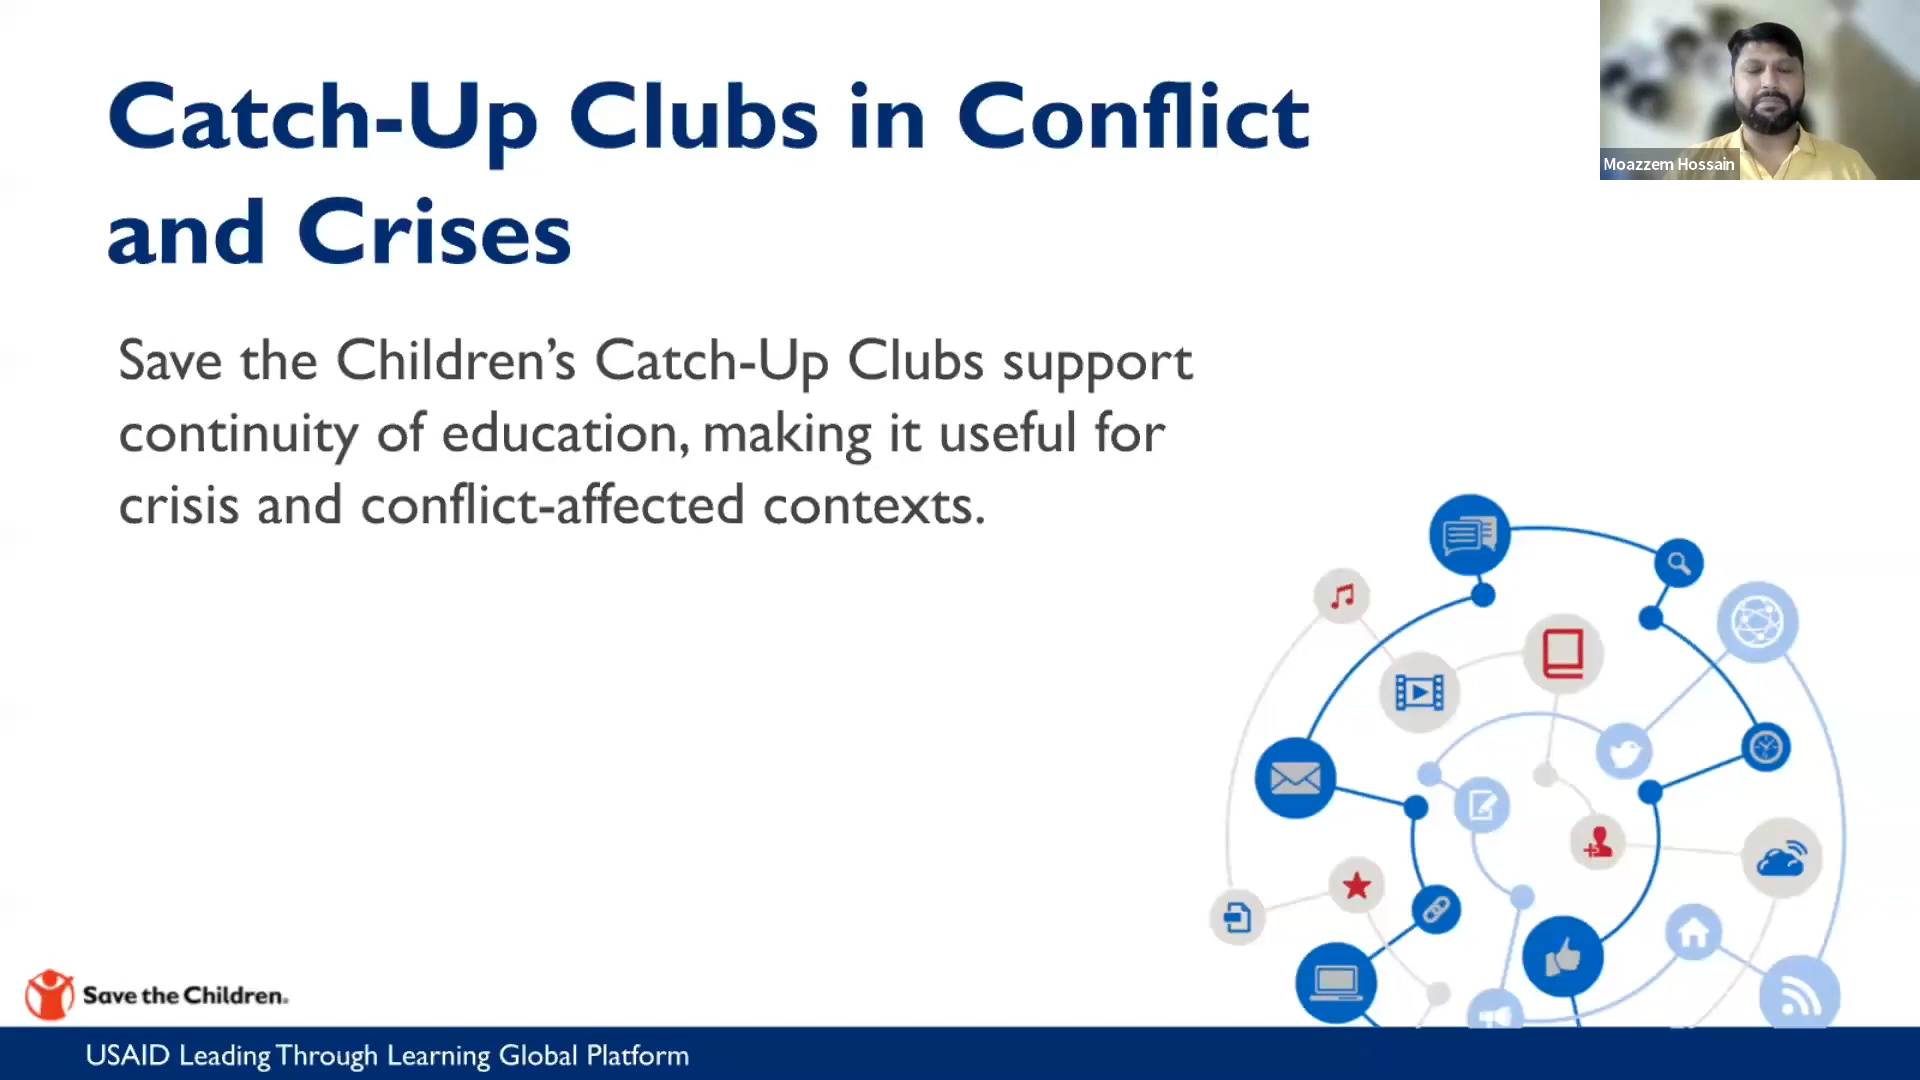 Catch-Up Clubs in Conflict
and Crises
Moazzem Hossain
Save the Children’s Catch-Up Clubs support
continuity of education, making it useful for
crisis and conflict-affected contexts.
Save the Children.
USAID Leading Through Learning Global Platform